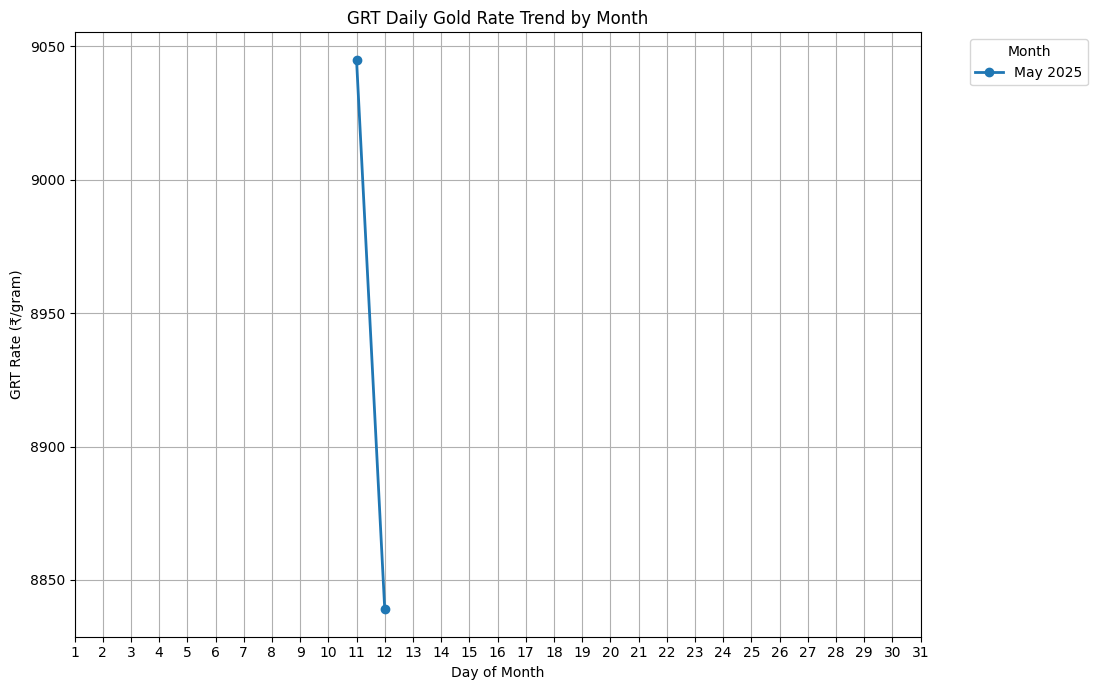 GRT Daily Gold Rate Trend by Month
Month
May 2025
9050
9000
8950
8900
8850
GRT Rate (₹/gram)
1 2 3 4 5 6 7 8 9 10 11 12 13 14 15 16 17 18 19 20 21 22 23 24 25 26 27 28 29 30 31
Day of Month